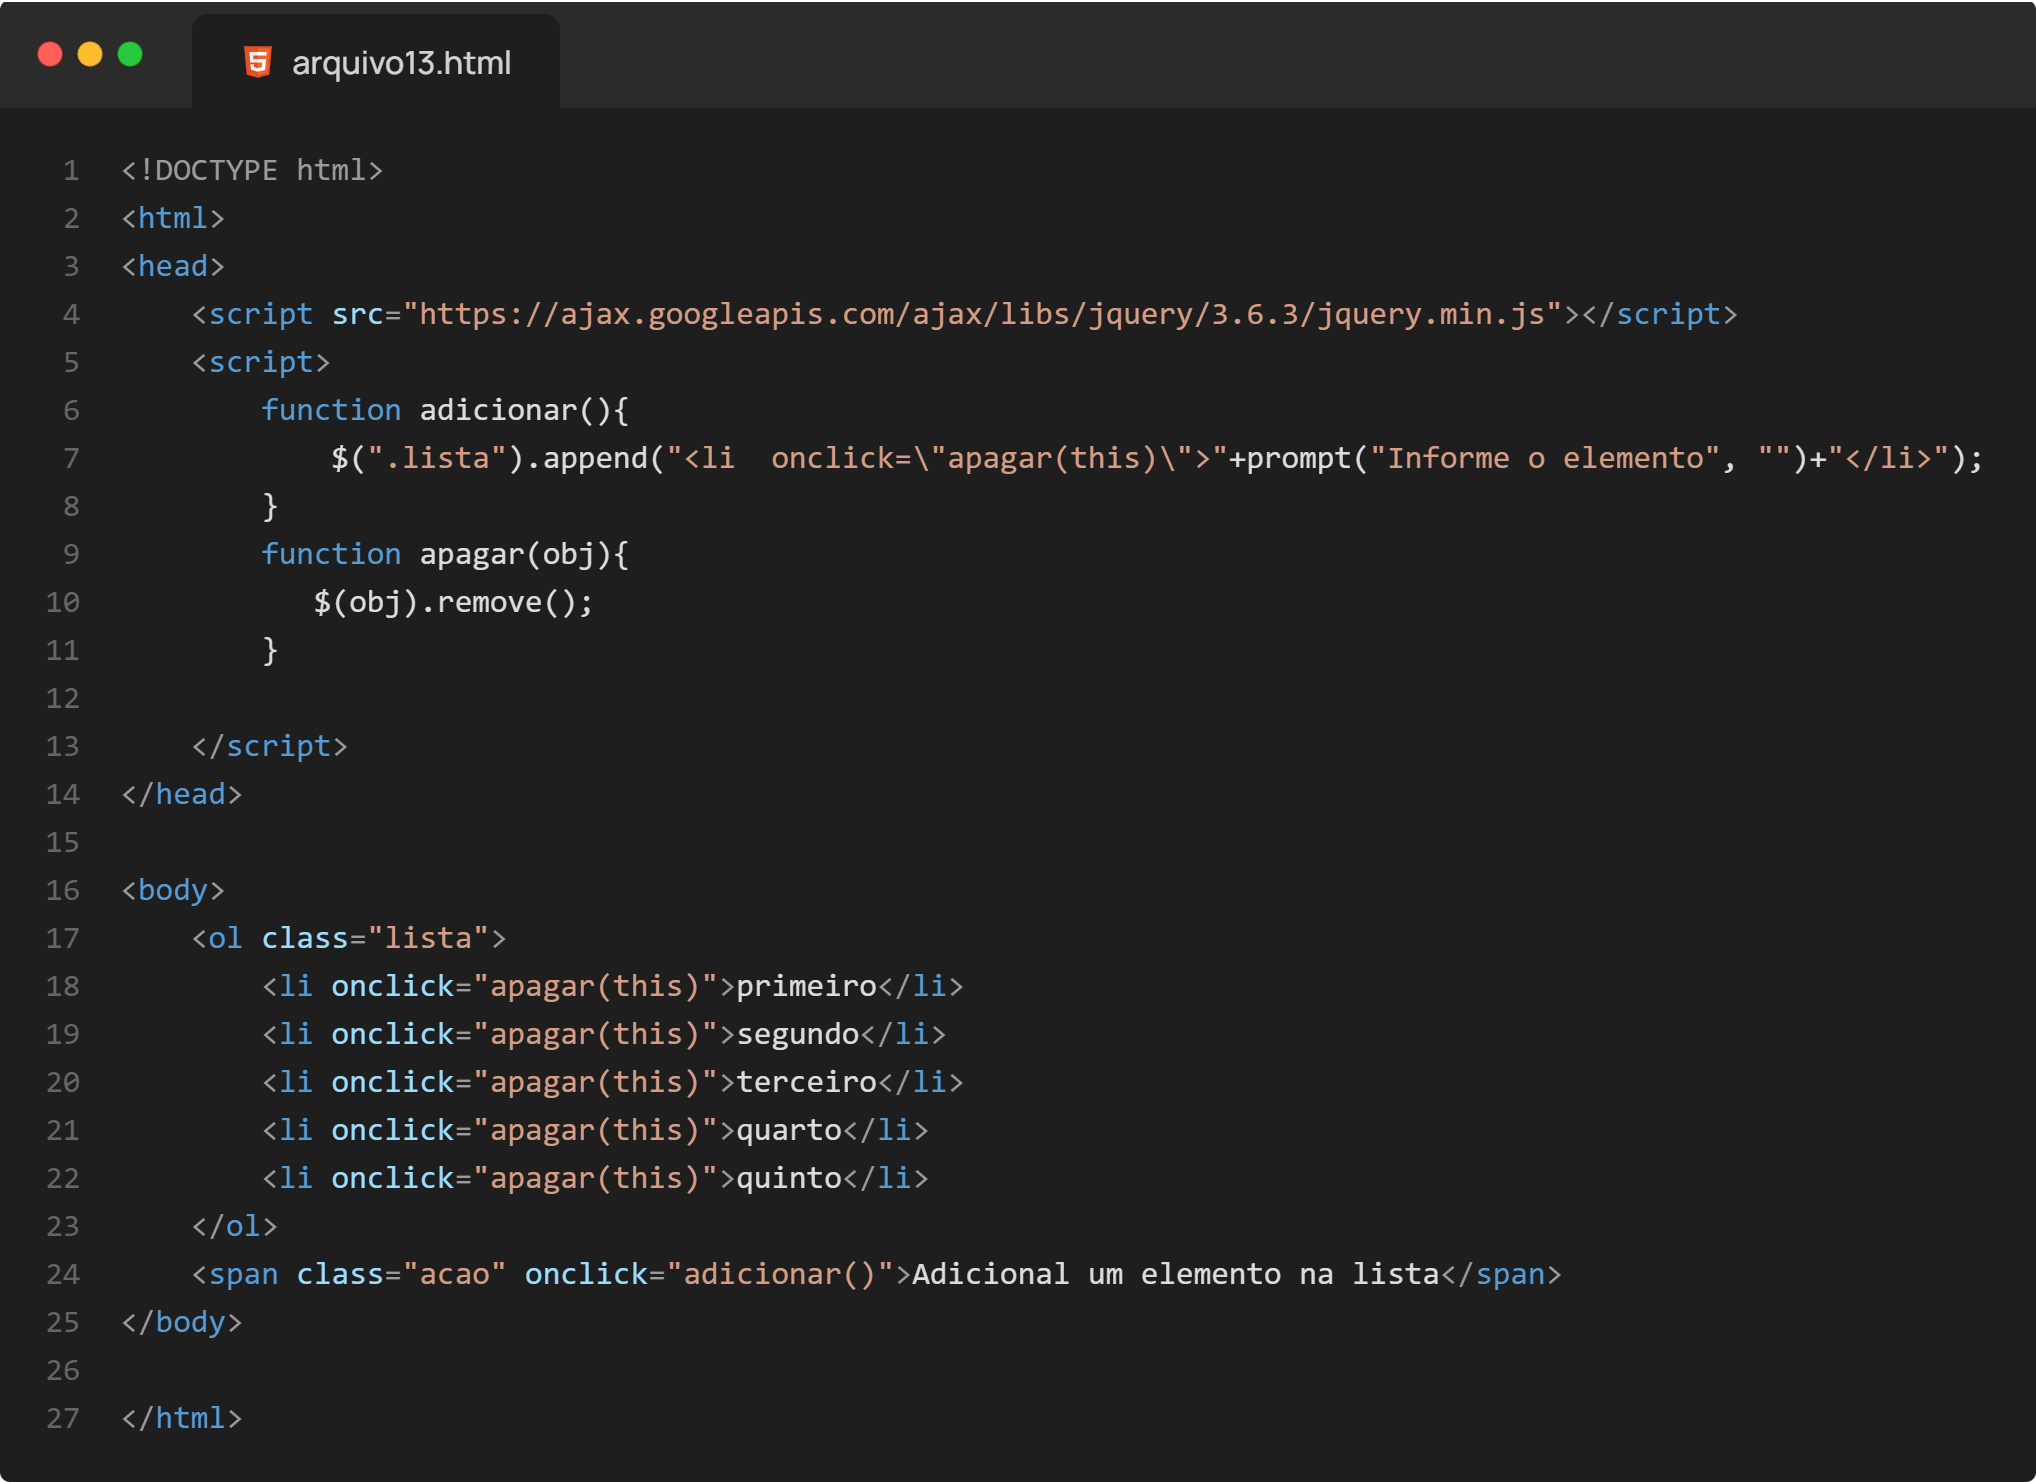 arquivo13.html
1 <!DOCTYPE html>
2 <html>
3 <head>
4     <script src="https://ajax.googleapis.com/ajax/libs/jquery/3.6.3/jquery.min.js"></script>
5     <script>
6         function adicionar(){
7             $(".lista").append("<li  onclick=\"apagar(this)\">"+prompt("Informe o elemento", "")+"</li>");
8         }
9         function apagar(obj){
10            $(obj).remove();
11         }
12
13     </script>
14 </head>
15
16 <body>
17     <ol class="lista">
18         <li onclick="apagar(this)">primeiro</li>
19         <li onclick="apagar(this)">segundo</li>
20         <li onclick="apagar(this)">terceiro</li>
21         <li onclick="apagar(this)">quarto</li>
22         <li onclick="apagar(this)">quinto</li>
23     </ol>
24     <span class="acao" onclick="adicionar()">Adicional um elemento na lista</span>
25 </body>
26
27 </html>